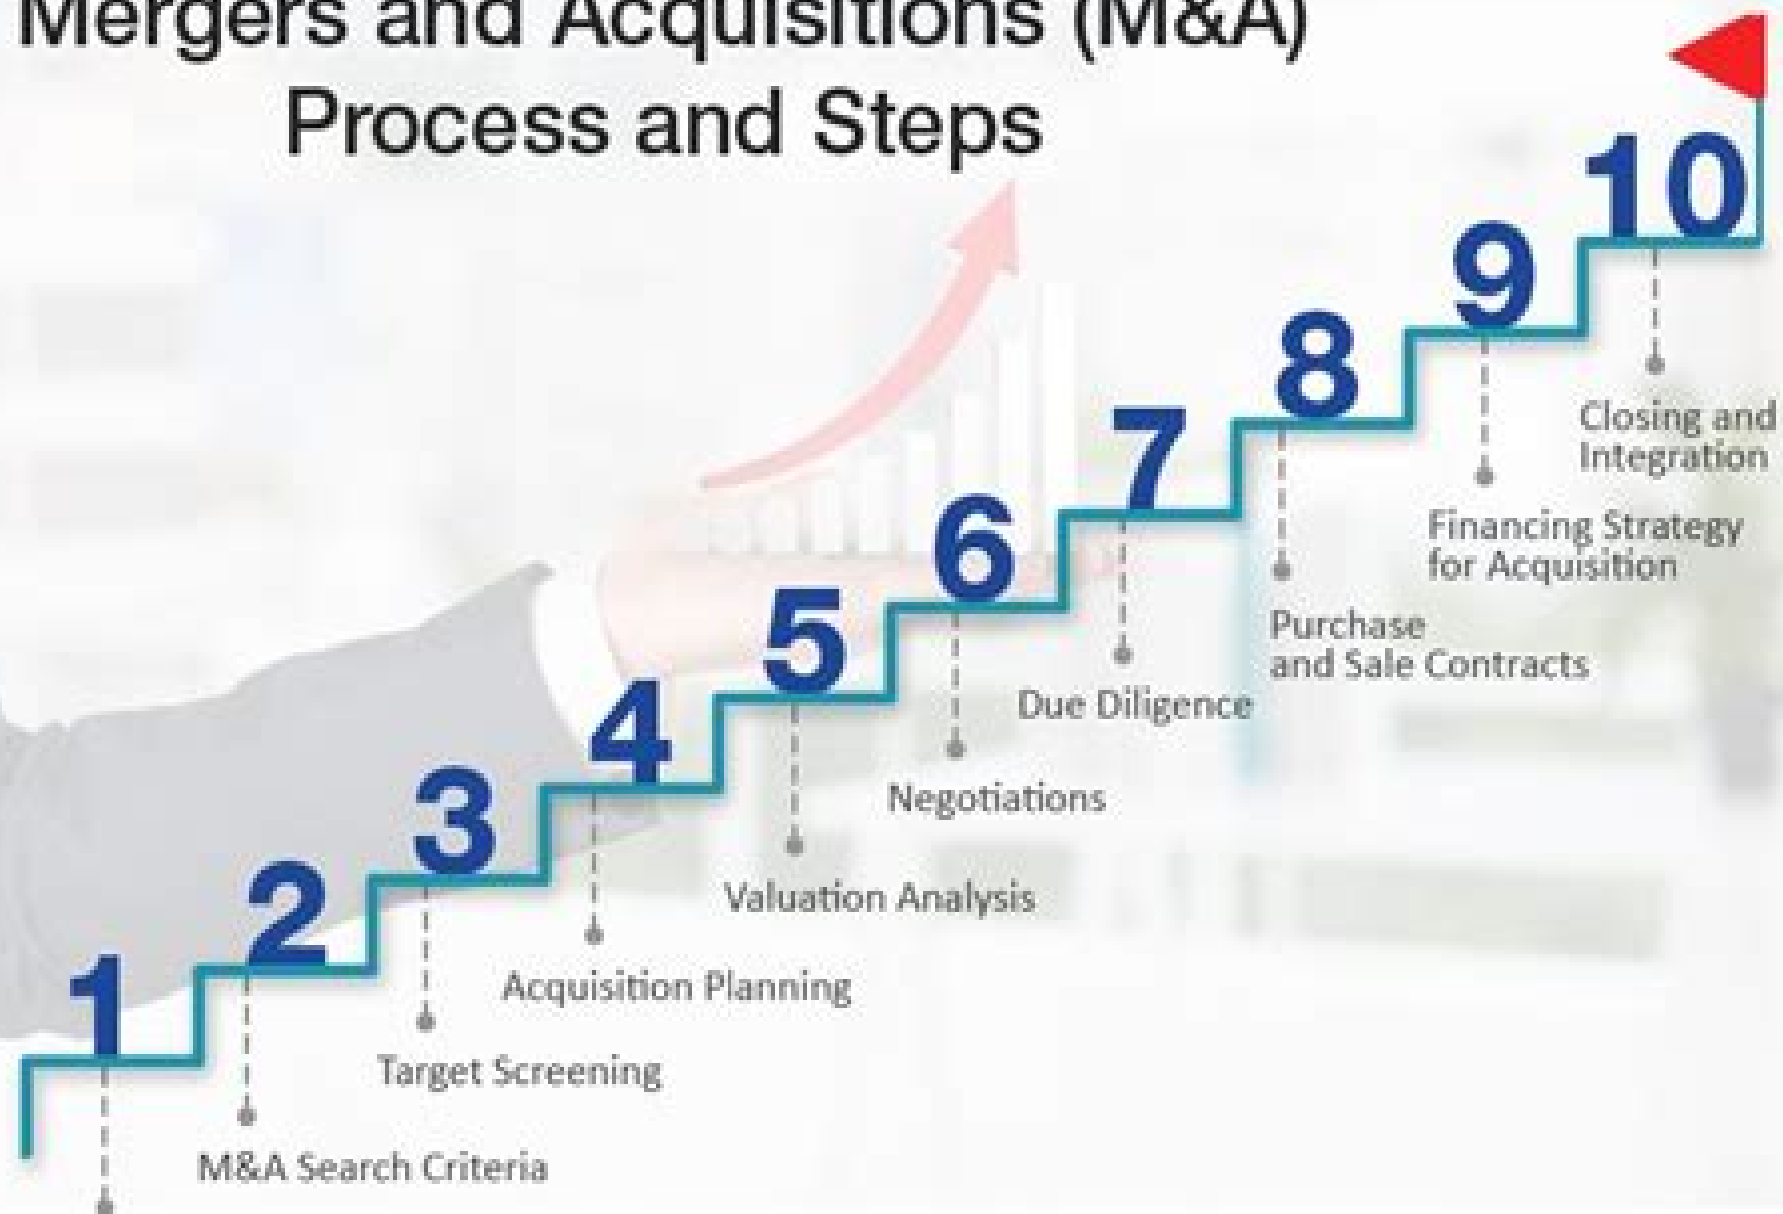 Mergers and Acquisitions (M&A)
Process and Steps
1
2
3
4
5
6
7
8
9
10
M&A Search Criteria
Target Screening
Acquisition Planning
Valuation Analysis
Negotiations
Due Diligence
Purchase
and Sale Contracts
Financing Strategy
for Acquisition
Closing and
Integration